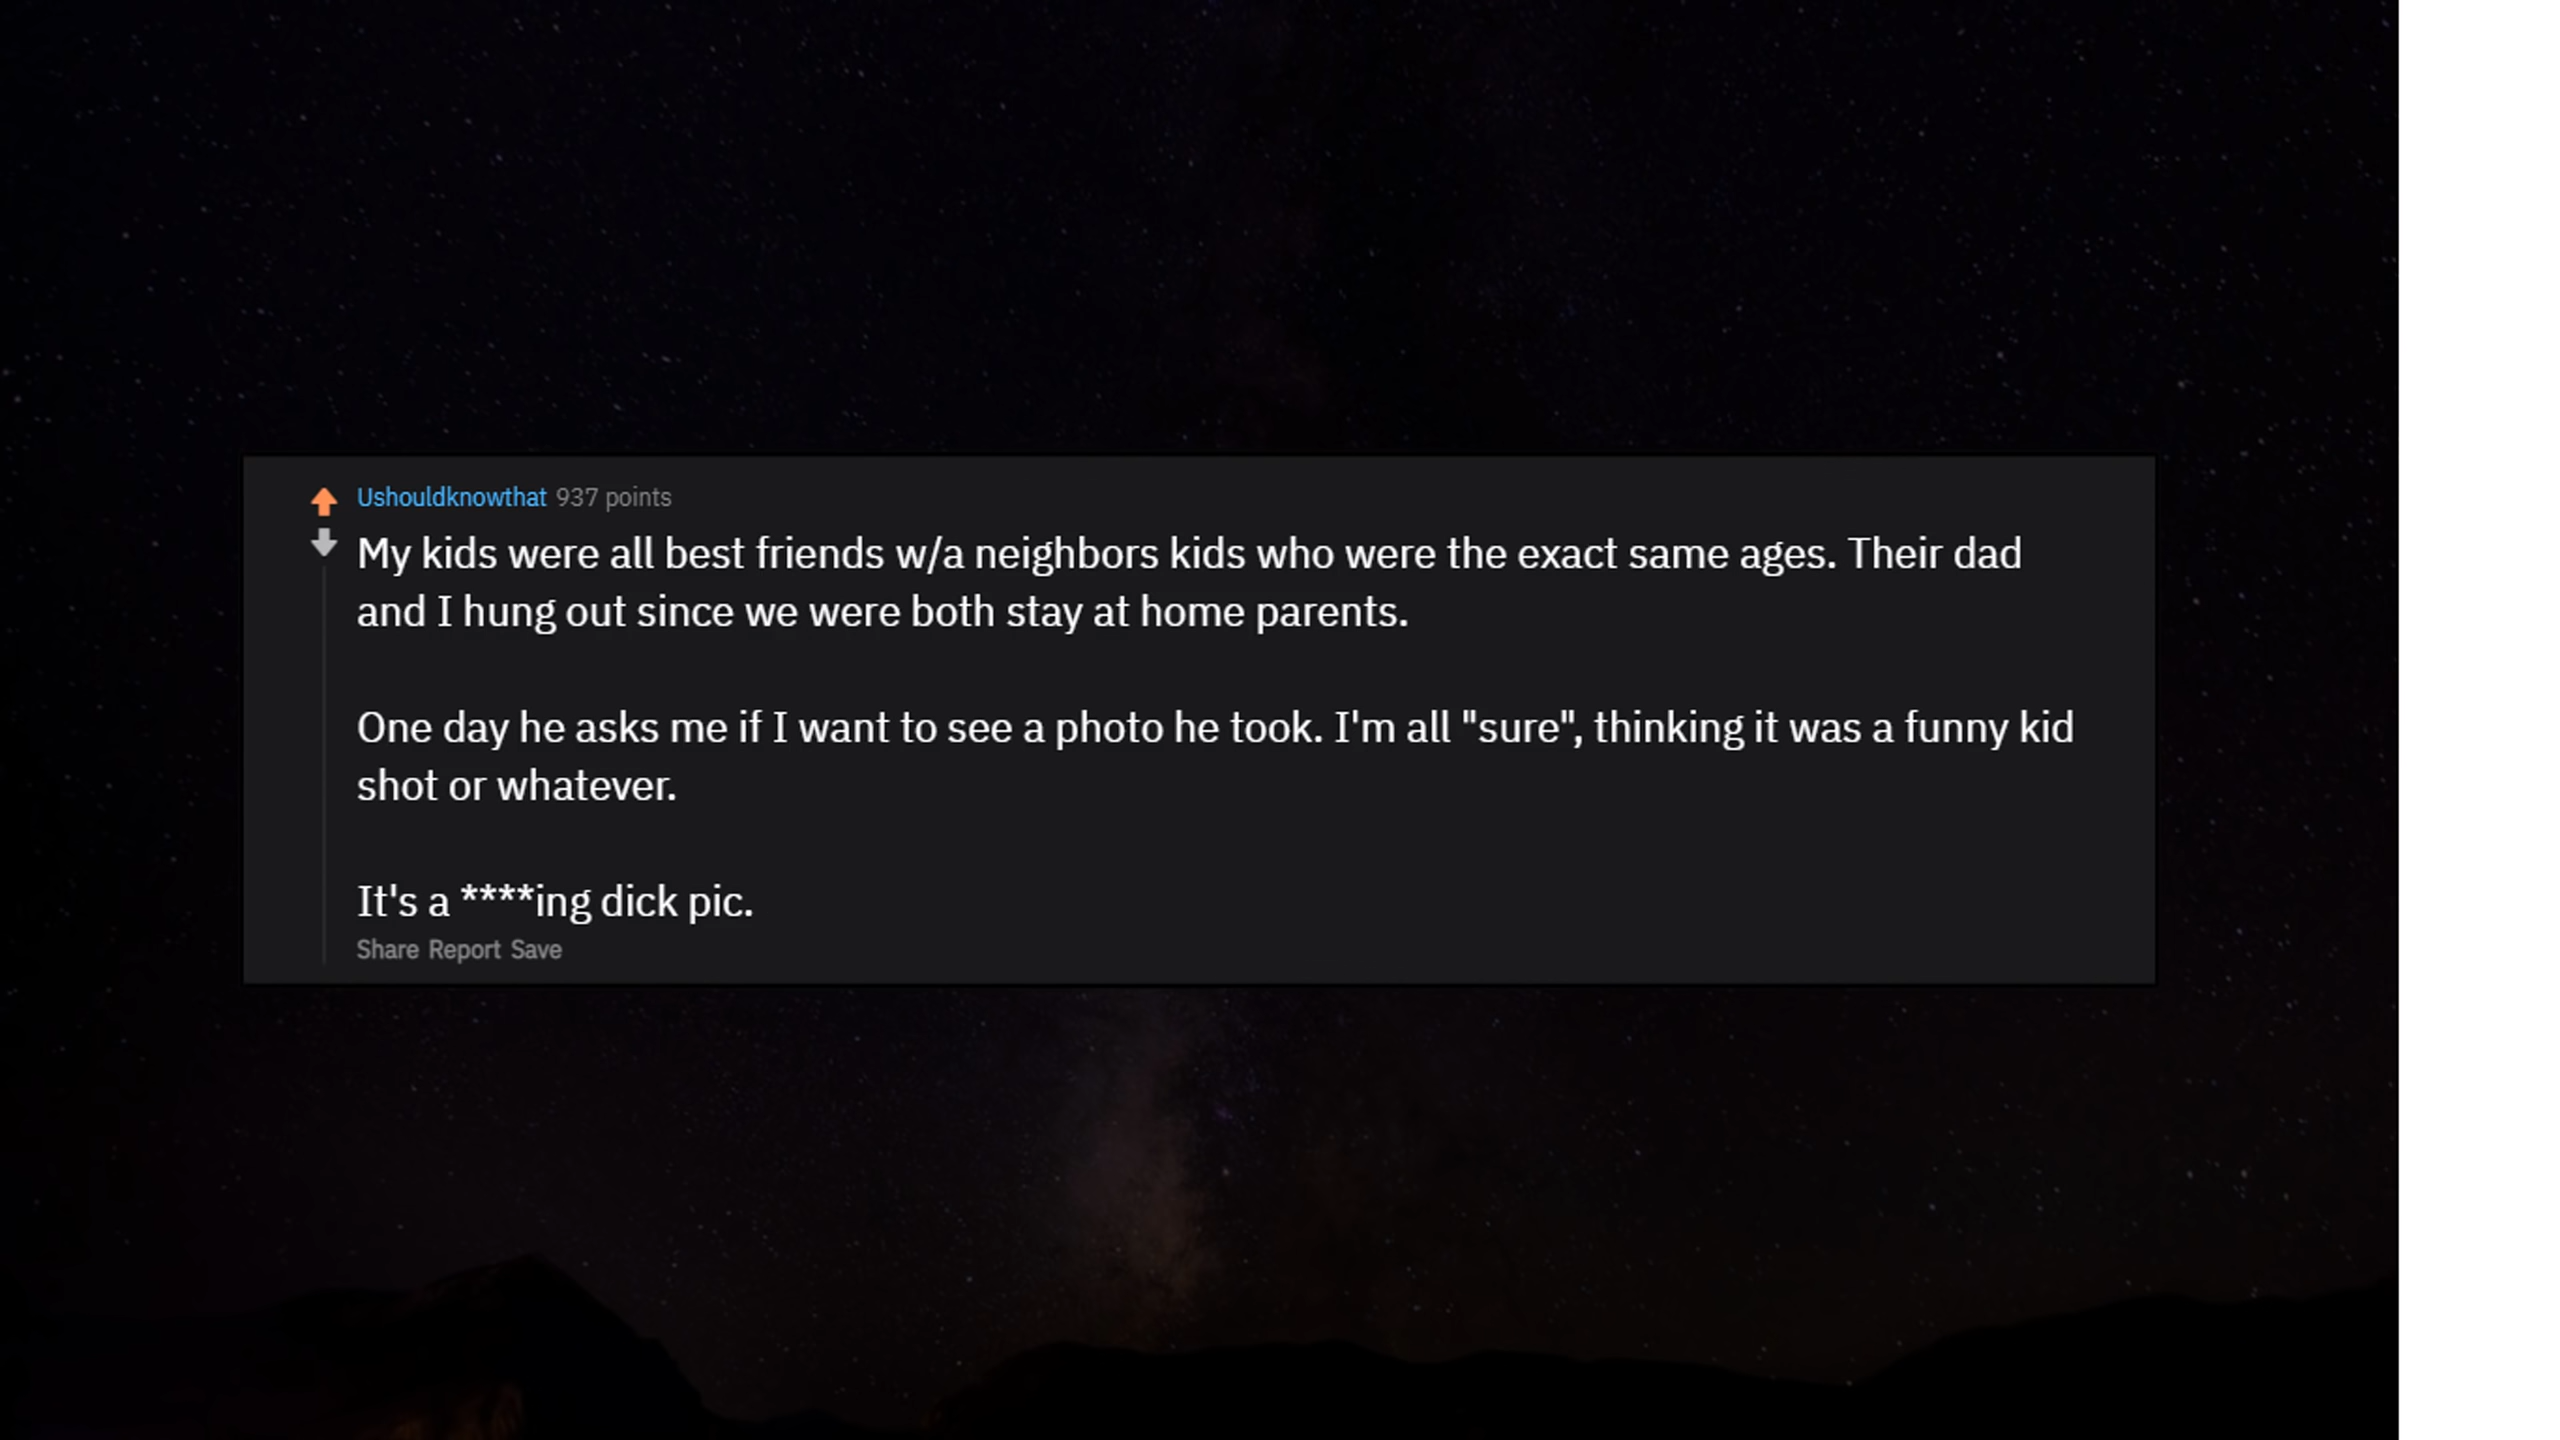 Ushouldknowthat 937 points
My kids were all best friends w/a neighbors kids who were the exact same ages. Their dad
and I hung out since we were both stay at home parents.
One day he asks me if I want to see a photo he took. I'm all "sure", thinking it was a funny kid
shot or whatever.
It's a ****ing dick pic.
Share Report Save